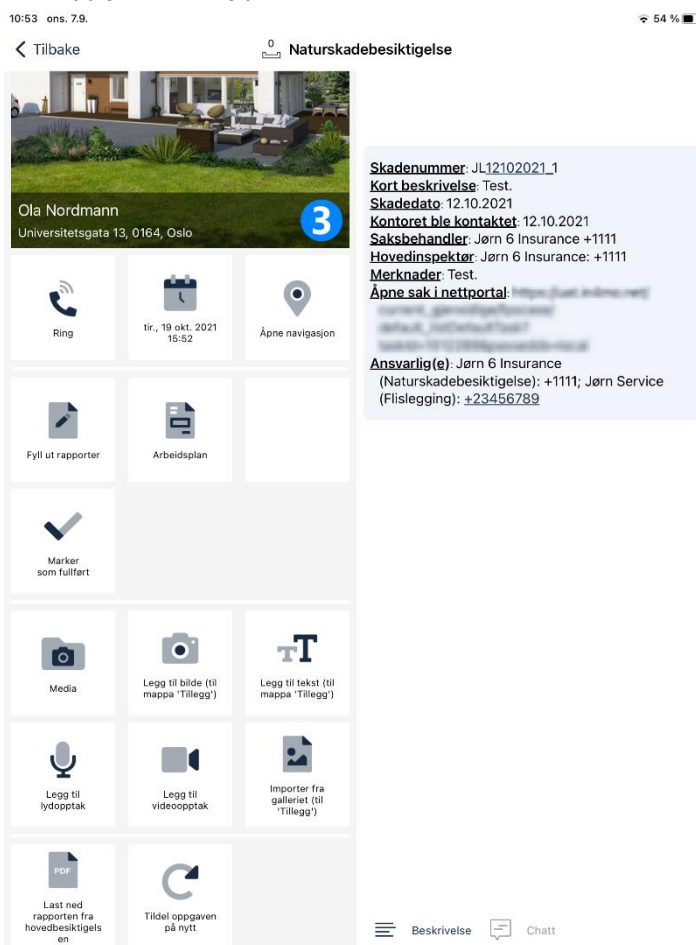 10:53 ons. 7.9.
54 %
Tilbake
0
Naturskadebesiktigelse
Ola Nordmann
Universitetsgata 13, 0164, Oslo
3
Ring
tir., 19 okt. 2021
15:52
Åpne navigasjon
Fyll ut rapporter
Arbeidsplan
Marker
som fullført
Media
Legg til bilde (til
mappa 'Tillegg')
Legg til tekst (til
mappa 'Tillegg')
Legg til
lydopptak
Legg til
videoopptak
Importer fra
galleriet (til
'Tillegg')
PDF
Last ned
rapporten fra
hovedbesiktigels
en
Tildel oppgaven
på nytt
Skadenummer: JL12102021_1
Kort beskrivelse: Test.
Skadedato: 12.10.2021
Kontoret ble kontaktet: 12.10.2021
Saksbehandler: Jørn 6 Insurance +1111
Hovedinspektør: Jørn 6 Insurance: +1111
Merknader: Test.
Åpne sak i nettportal:
Ansvarlig(e): Jørn 6 Insurance
(Naturskadebesiktigelse): +1111; Jørn Service
(Flislegging): +23456789
Beskrivelse
Chatt